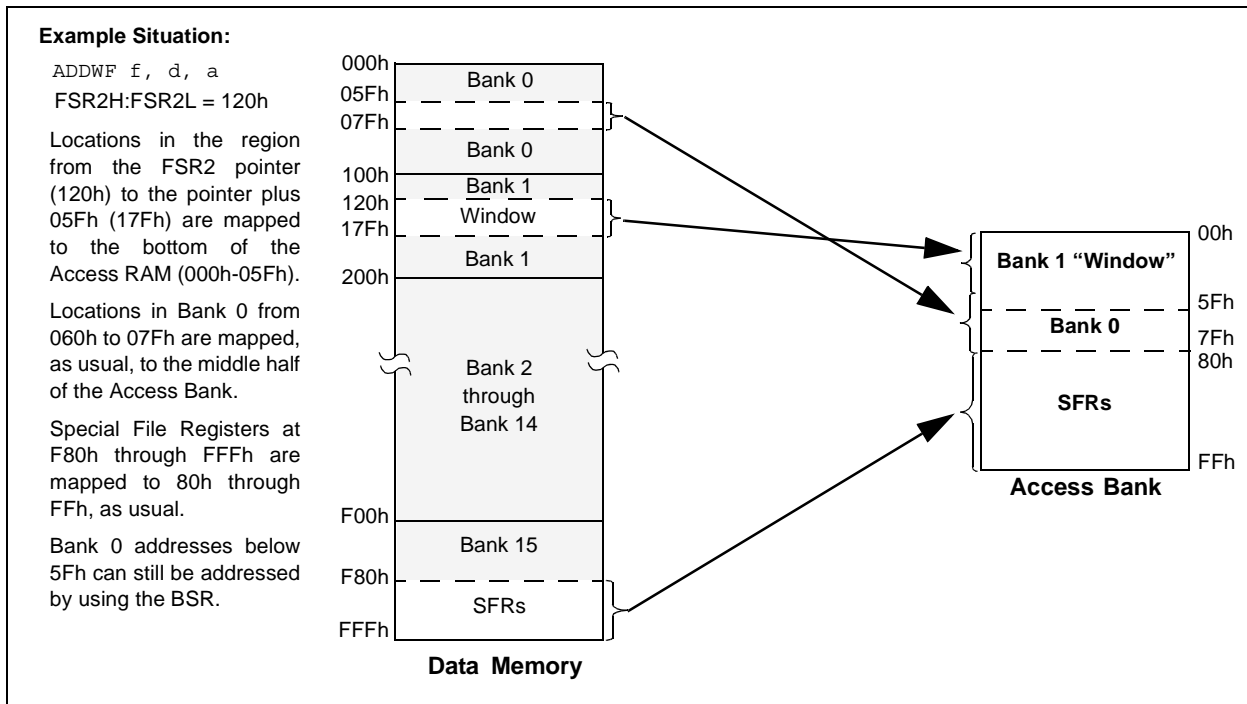 Example Situation:
ADDWF f, d, a
FSR2H:FSR2L = 120h
Locations in the region
from the FSR2 pointer
(120h) to the pointer plus
05Fh (17Fh) are mapped
to the bottom of the
Access RAM (000h-05Fh).
Locations in Bank 0 from
060h to 07Fh are mapped,
as usual, to the middle half
of the Access Bank.
Special File Registers at
F80h through FFFh are
mapped to 80h through
FFh, as usual.
Bank 0 addresses below
5Fh can still be addressed
by using the BSR.
000h
Bank 0
05Fh
07Fh
Bank 0
100h
Bank 1
120h
Window
17Fh
Bank 1
200h
Bank 2
through
Bank 14
F00h
Bank 15
F80h
SFRs
FFFh
Data Memory
00h
Bank 1 “Window”
5Fh
Bank 0
7Fh
80h
SFRs
FFh
Access Bank